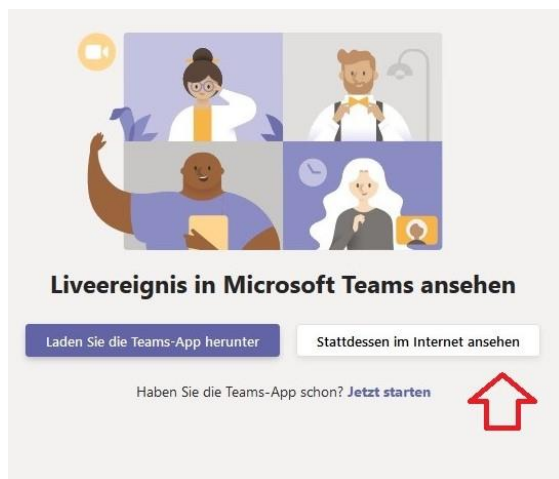 Liveereignis in Microsoft Teams ansehen
Laden Sie die Teams-App herunter
Stattdessen im Internet ansehen
Haben Sie die Teams-App schon? Jetzt starten